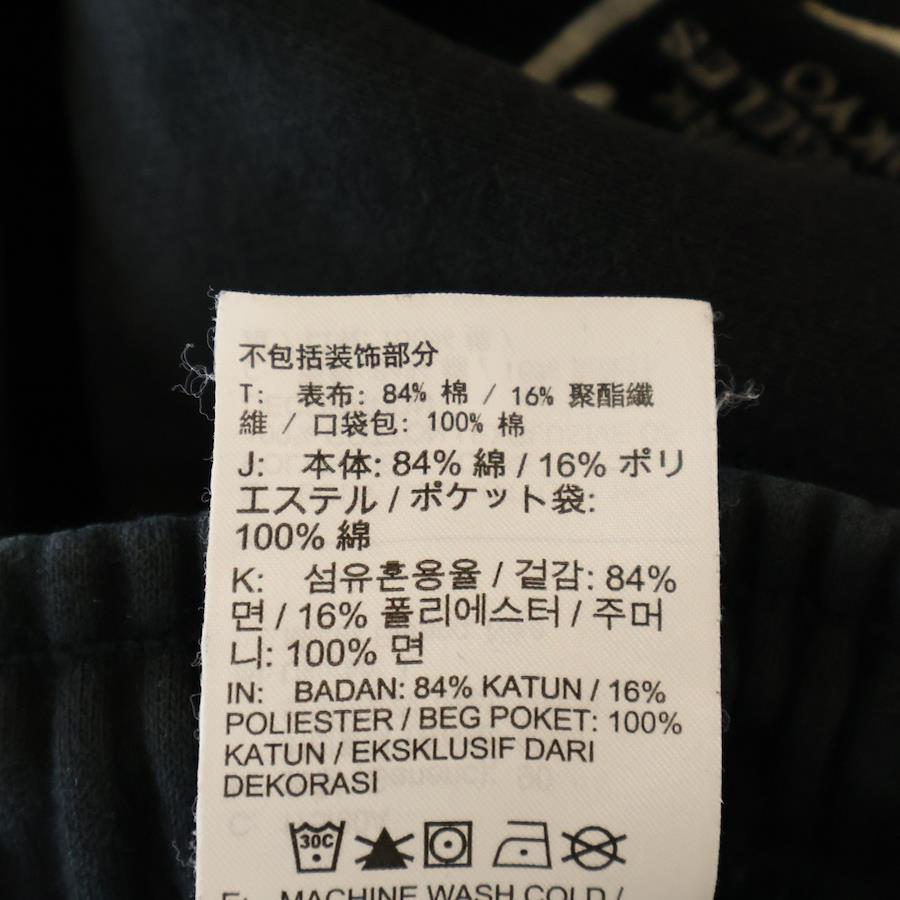 不包括装饰部分
T: 表布: 84% 棉 / 16% 聚酯纖
維 / 口袋包: 100% 棉
J: 本体: 84% 綿 / 16% ポリ
エステル / ポケット袋:
100% 綿
K: 섬유혼용율 / 겉감: 84%
면 / 16% 폴리에스터 / 주머
니: 100% 면
IN: BADAN: 84% KATUN / 16%
POLIESTER / BEG POKET: 100%
KATUN / EKSKLUSIF DARI
DEKORASI
30C
MACHINE WASH COLD /